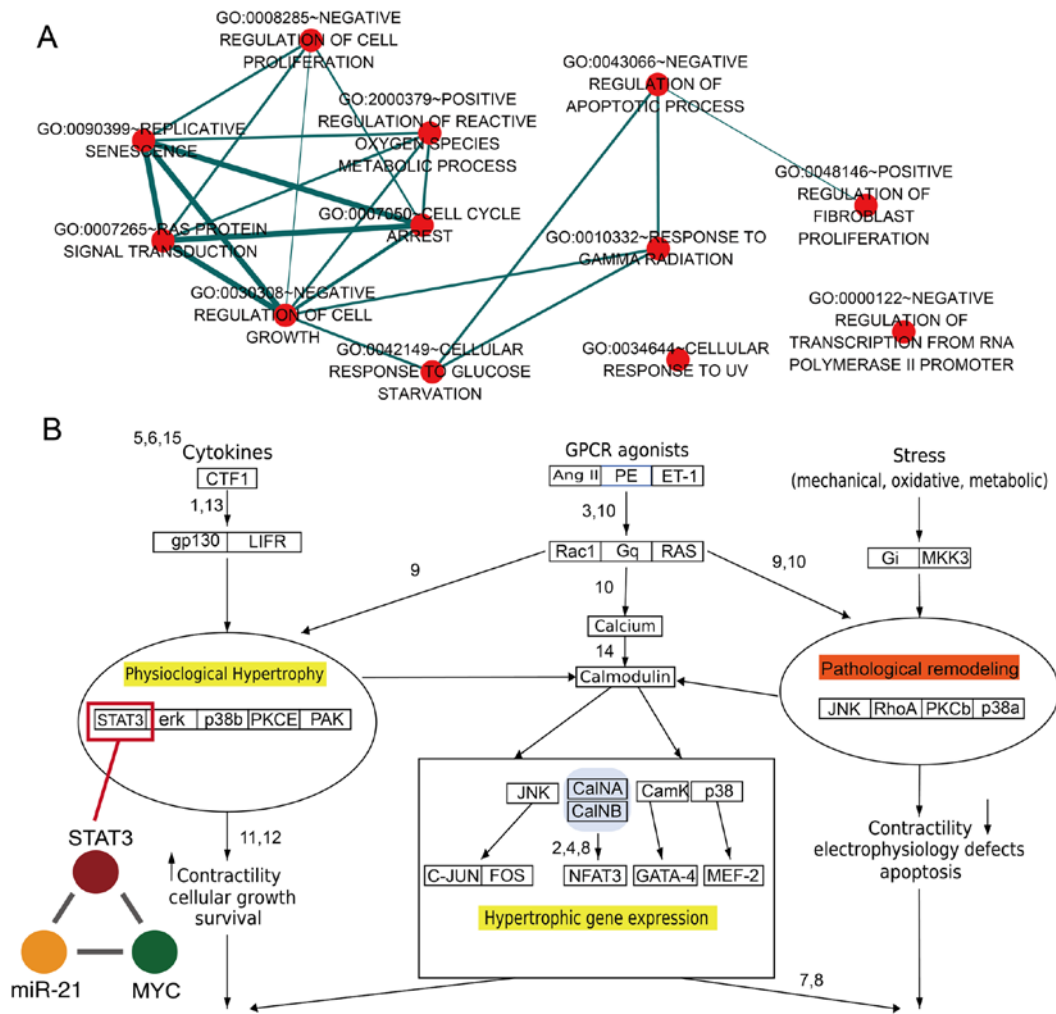 A
GO:0008285~NEGATIVE
REGULATION OF CELL
PROLIFERATION
GO:0043066~NEGATIVE
REGULATION OF
APOPTOTIC PROCESS
GO:2000379~POSITIVE
REGULATION OF REACTIVE
OXYGEN SPECIES
METABOLIC PROCESS
GO:0090399~REPLICATIVE
SENESCENCE
GO:0048146~POSITIVE
REGULATION OF
FIBROBLAST
PROLIFERATION
GO:0007050~CELL CYCLE
ARREST
GO:0007265~RAS PROTEIN
SIGNAL TRANSDUCTION
GO:0010332~RESPONSE TO
GAMMA RADIATION
GO:0030308~NEGATIVE
REGULATION OF CELL
GROWTH
GO:0000122~NEGATIVE
REGULATION OF
TRANSCRIPTION FROM RNA
POLYMERASE II PROMOTER
GO:0042149~CELLULAR
RESPONSE TO GLUCOSE
STARVATION
GO:0034644~CELLULAR
RESPONSE TO UV
B
5,6,15
Cytokines
CTF1
1,13
gp130 LIFR
GPCR agonists
Ang II PE ET-1
3,10
Rac1 Gq RAS
Stress
(mechanical, oxidative, metabolic)
Gi MKK3
9
10
9,10
Calcium
14
Calmodulin
Physioclogical Hypertrophy
STAT3 erk p38b PKCE PAK
Pathological remodeling
JNK RhoA PKCb p38a
JNK CalNA CamK p38
CalNB
2,4,8
C-JUN FOS NFAT3 GATA-4 MEF-2
Hypertrophic gene expression
11,12
Contractility
cellular growth
survival
Contractility
electrophysiology defects
apoptosis
STAT3
miR-21 MYC
7,8